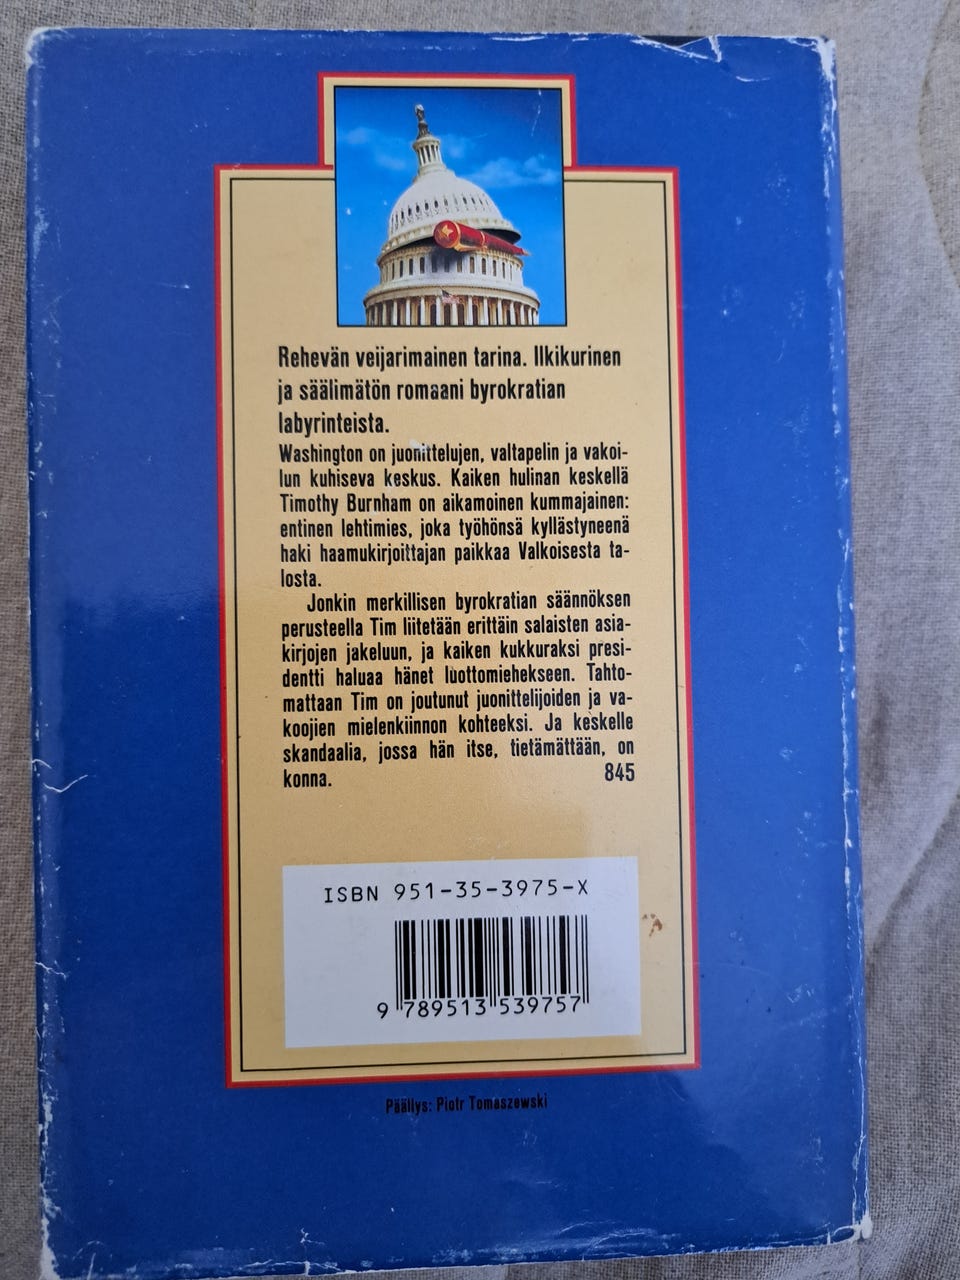 Rehevän veijarimainen tarina. Ilkikurinen
ja säälimätön romaani byrokratian
labyrinteista.
Washington on juonittelujen, valtapelin ja vakoi-
lun kuhiseva keskus. Kaiken hulinan keskellä
Timothy Burnham on aikamoinen kummajainen:
entinen lehtimies, joka työhönsä kyllästyneenä
haki haamukirjoittajan paikkaa Valkoisesta ta-
losta.
Jonkin merkillisen byrokratian säännöksen
perusteella Tim liitetään erittäin salaisten asia-
kirjojen jakeluun, ja kaiken kukkuraksi presi-
dentti haluaa hänet luottomiehekseen. Tahto-
mattaan Tim on joutunut juonittelijoiden ja va-
koojien mielenkiinnon kohteeksi. Ja keskelle
skandaalia, jossa hän itse, tietämättään, on
konna. 845
ISBN 951-35-3975-X
9 789513 539757
Päällys: Piotr Tomaszewski